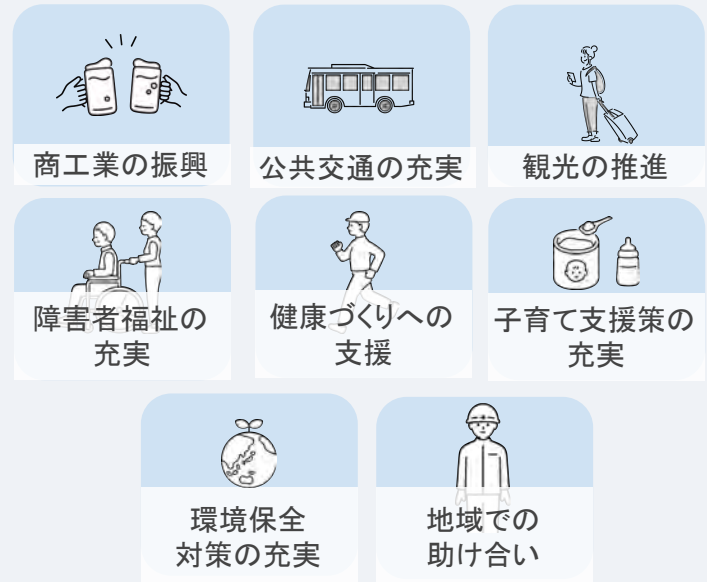 商工業の振興
公共交通の充実
観光の推進
障害者福祉の
充実
健康づくりへの
支援
子育て支援策の
充実
環境保全
対策の充実
地域での
助け合い